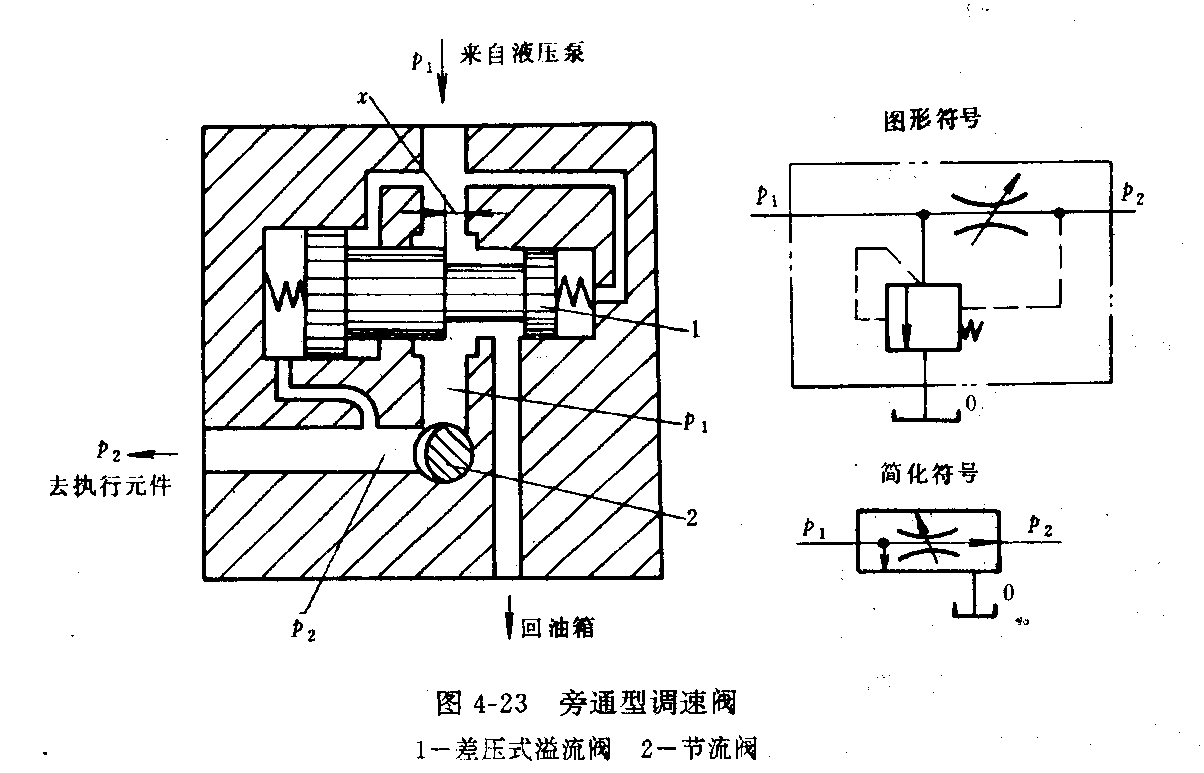 p₁ 来自液压泵
x
1
p₁
p₂
去执行元件
2
p₂
回油箱
图形符号
p₁
p₂
O
简化符号
p₁
p₂
O
图 4-23 旁通型调速阀
1—差压式溢流阀 2—节流阀